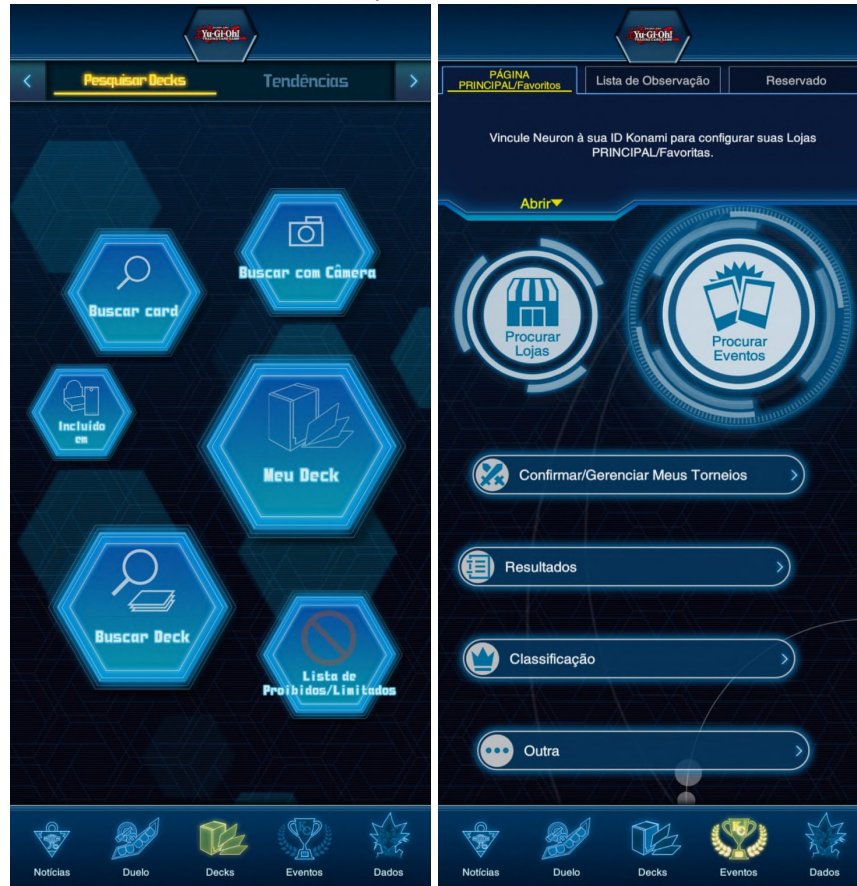 Yu-Gi-Oh!
Pesquisar Decks
Tendências
Buscar com Câmera
Buscar card
Incluído
em
Meu Deck
Buscar Deck
Lista de
Proibidos/Limitados
Notícias
Duelo
Decks
Eventos
Dados
Yu-Gi-Oh!
PÁGINA
PRINCIPAL/Favoritos
Lista de Observação
Reservado
Vincule Neuron à sua ID Konami para configurar suas Lojas
PRINCIPAL/Favoritas.
Abrir
Procurar
Lojas
Procurar
Eventos
Confirmar/Gerenciar Meus Torneios
Resultados
Classificação
Outra
Notícias
Duelo
Decks
Eventos
Dados